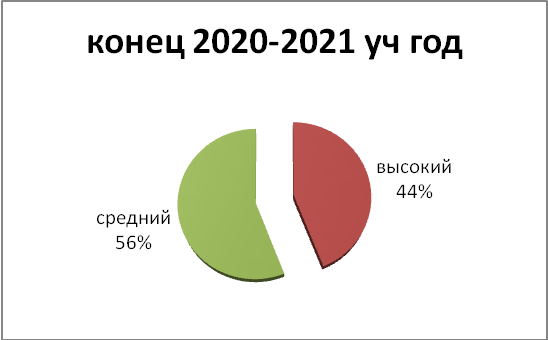 конец 2020-2021 уч год
высокий
44%
средний
56%